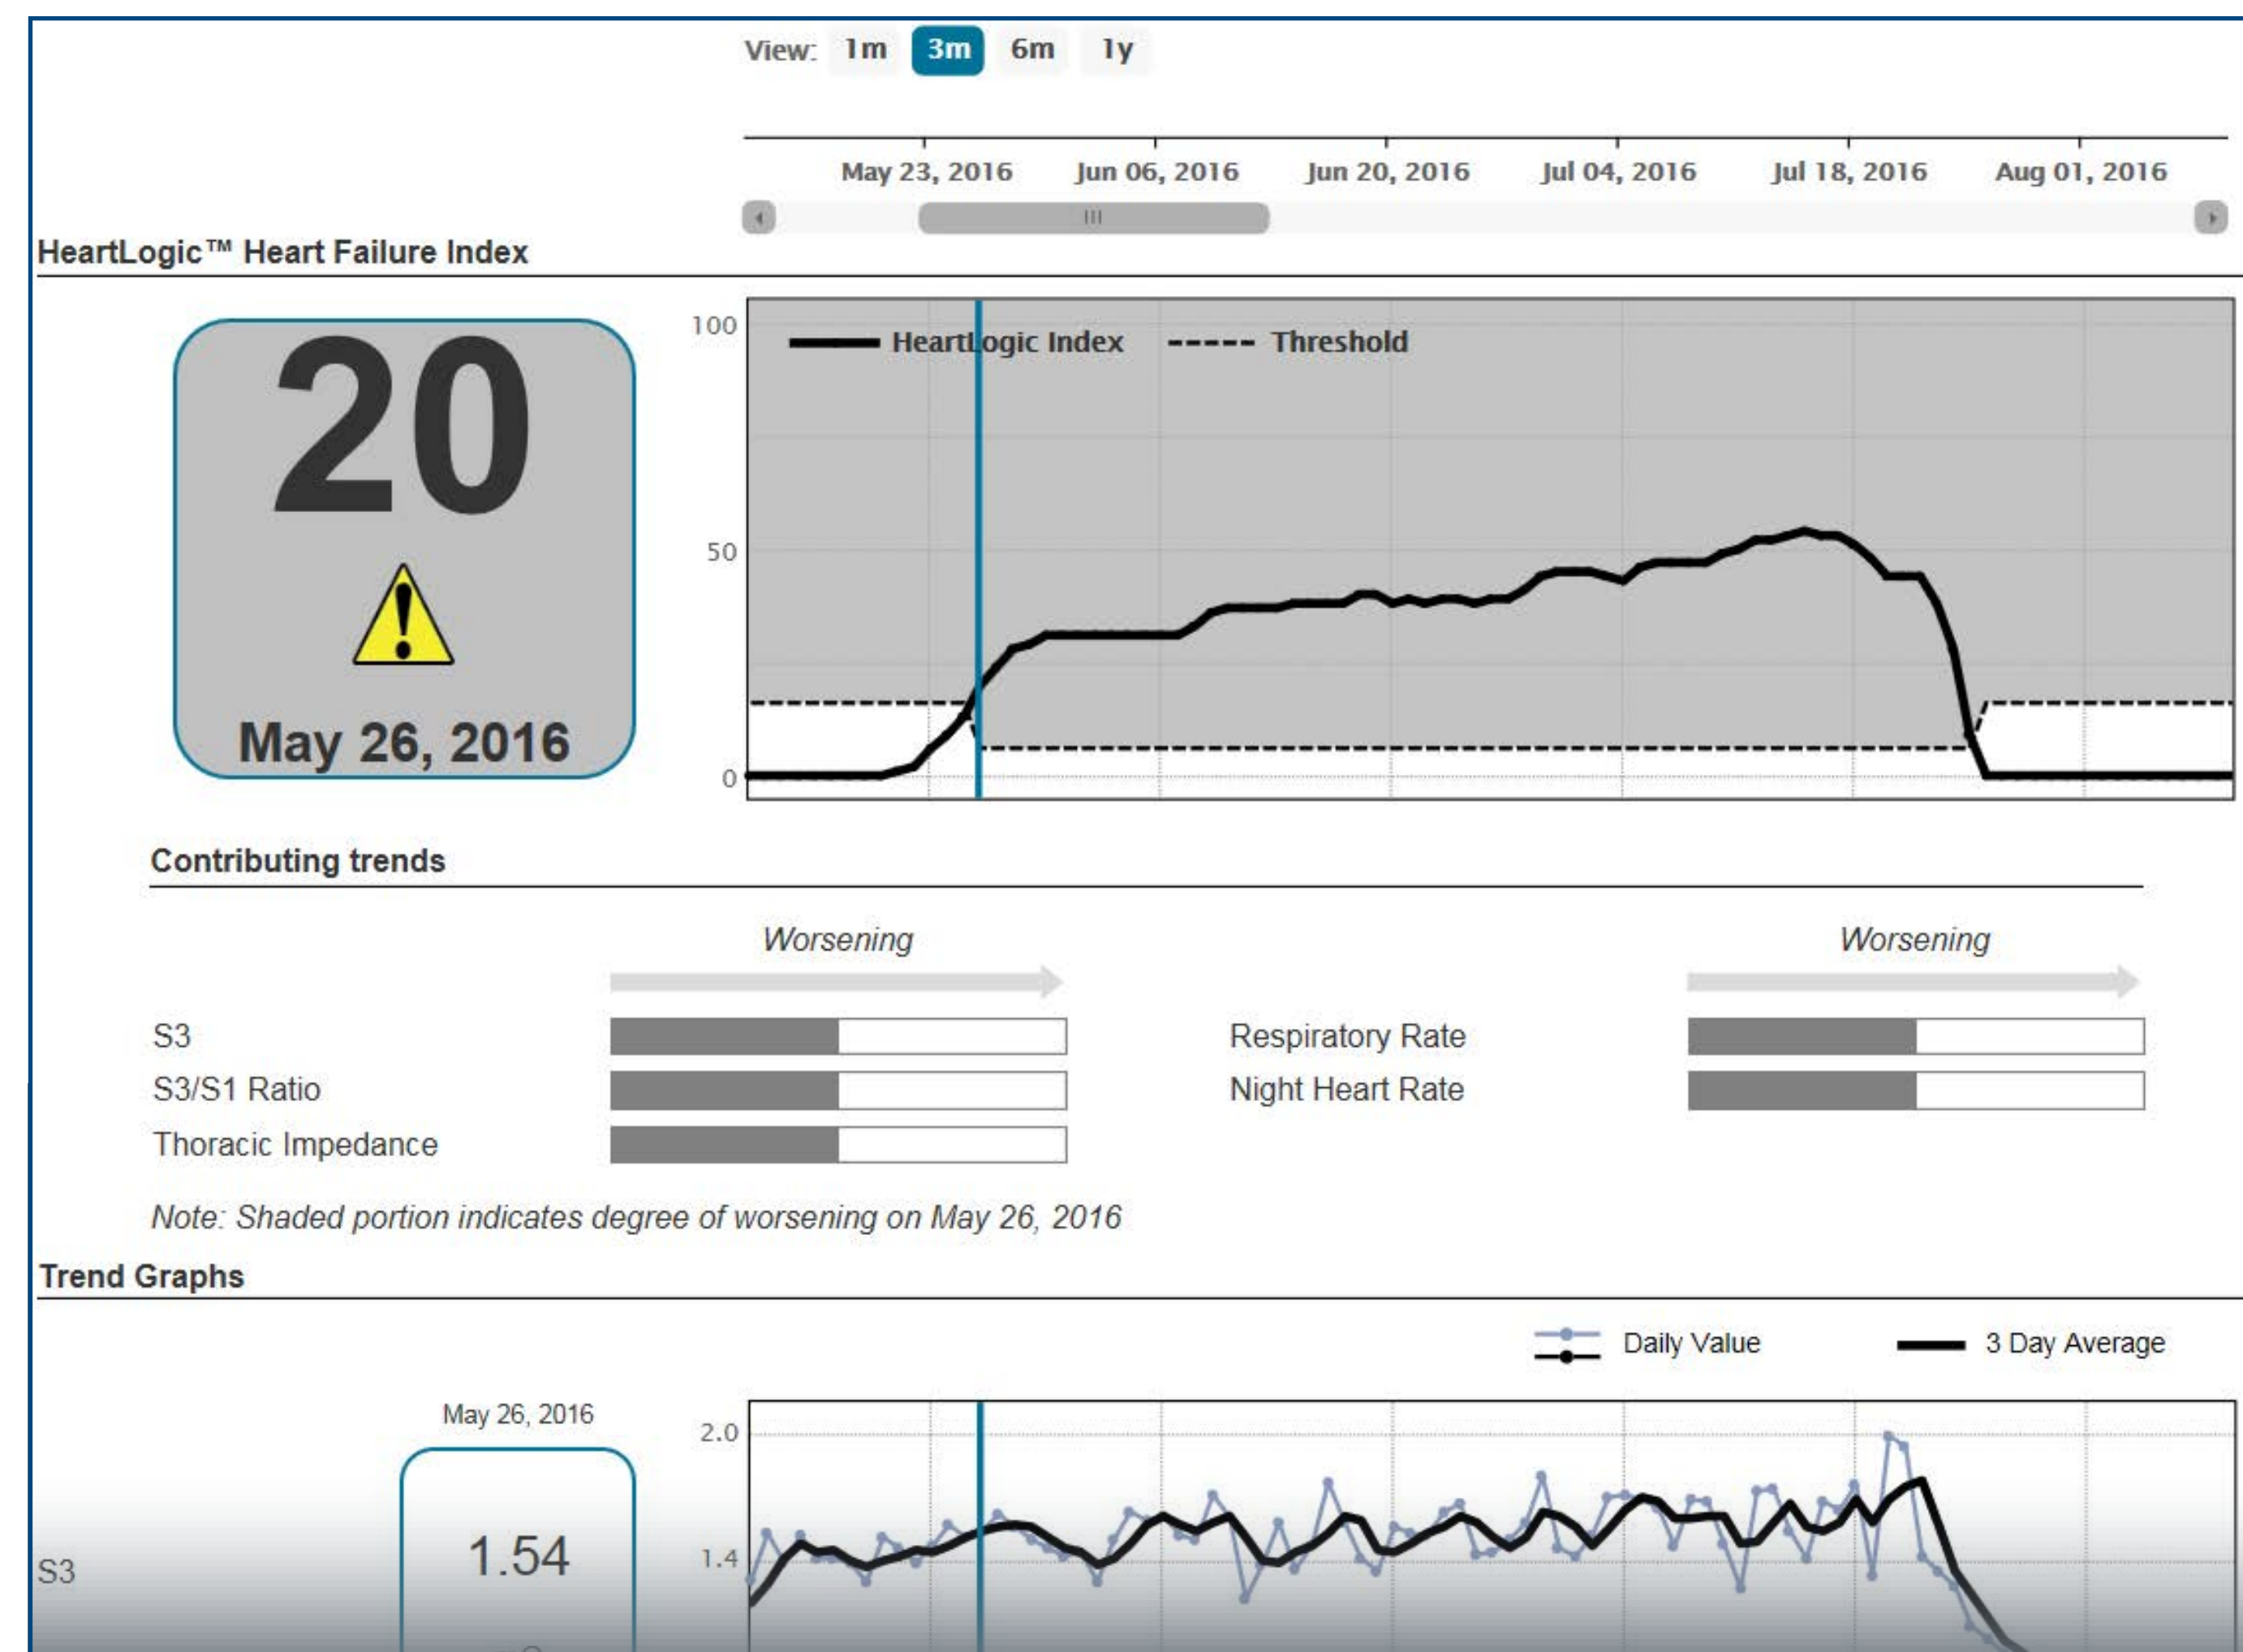 View: 1m 3m 6m 1y
May 23, 2016 Jun 06, 2016 Jun 20, 2016 Jul 04, 2016 Jul 18, 2016 Aug 01, 2016
HeartLogic™ Heart Failure Index
20
May 26, 2016
100
50
0
HeartLogic Index Threshold
Contributing trends
Worsening Worsening
S3 Respiratory Rate
S3/S1 Ratio Night Heart Rate
Thoracic Impedance
Note: Shaded portion indicates degree of worsening on May 26, 2016
Trend Graphs
Daily Value 3 Day Average
May 26, 2016
2.0
1.4
1.54
S3